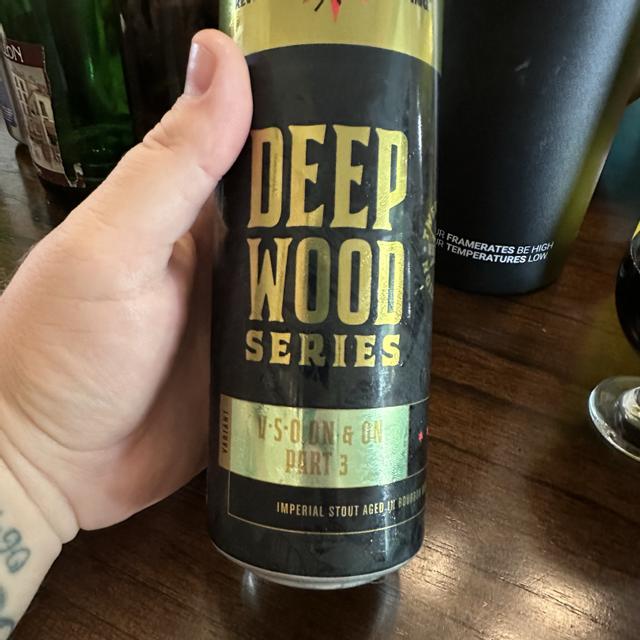 DEEP
WOOD
SERIES
VARIANT
V·S·O ON & ON
PART 3
IMPERIAL STOUT AGED IN BOURBON
UR FRAMERATES BE HIGH
UR TEMPERATURES LOW